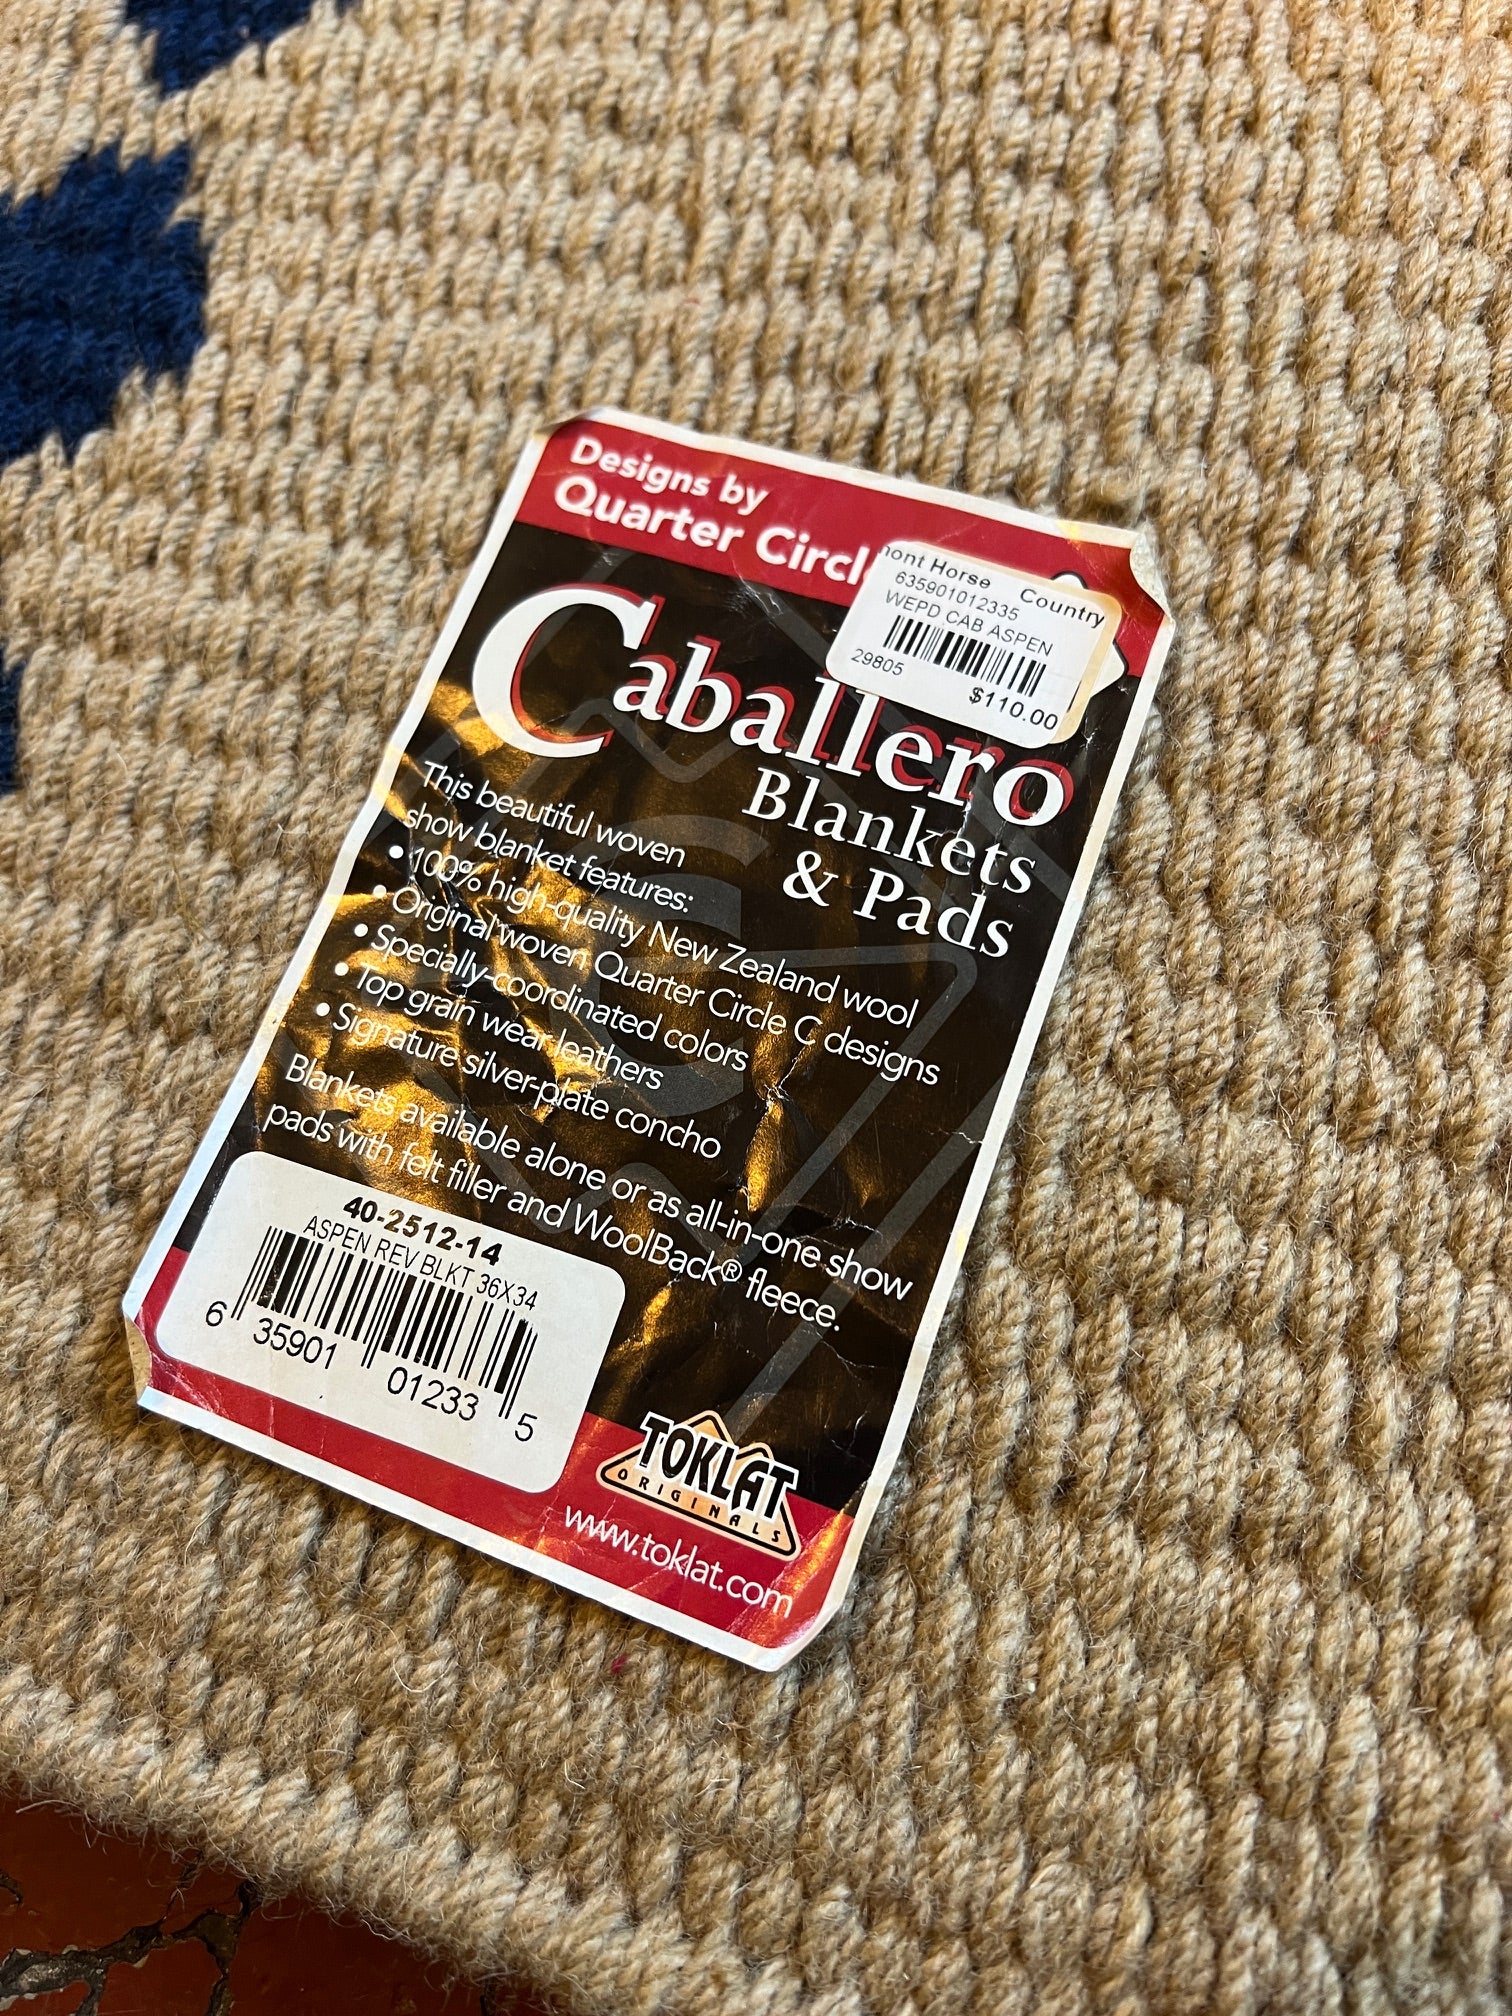 Designs by
Quarter Circle
Horse Country
635901012335
WEPD CAB ASPEN
29805
$110.00
Caballero
Blankets
& Pads
This beautiful woven
show blanket features:
• 100% high-quality New Zealand wool
• Original woven Quarter Circle C designs
• Specially-coordinated colors
• Top grain wear leathers
• Signature silver-plate concho
Blankets available alone or as all-in-one show
pads with felt filler and WoolBack® fleece.
40-2512-14
ASPEN REV BLKT 36X34
6 35901 01233 5
TOKLAT
ORIGINALS
www.toklat.com